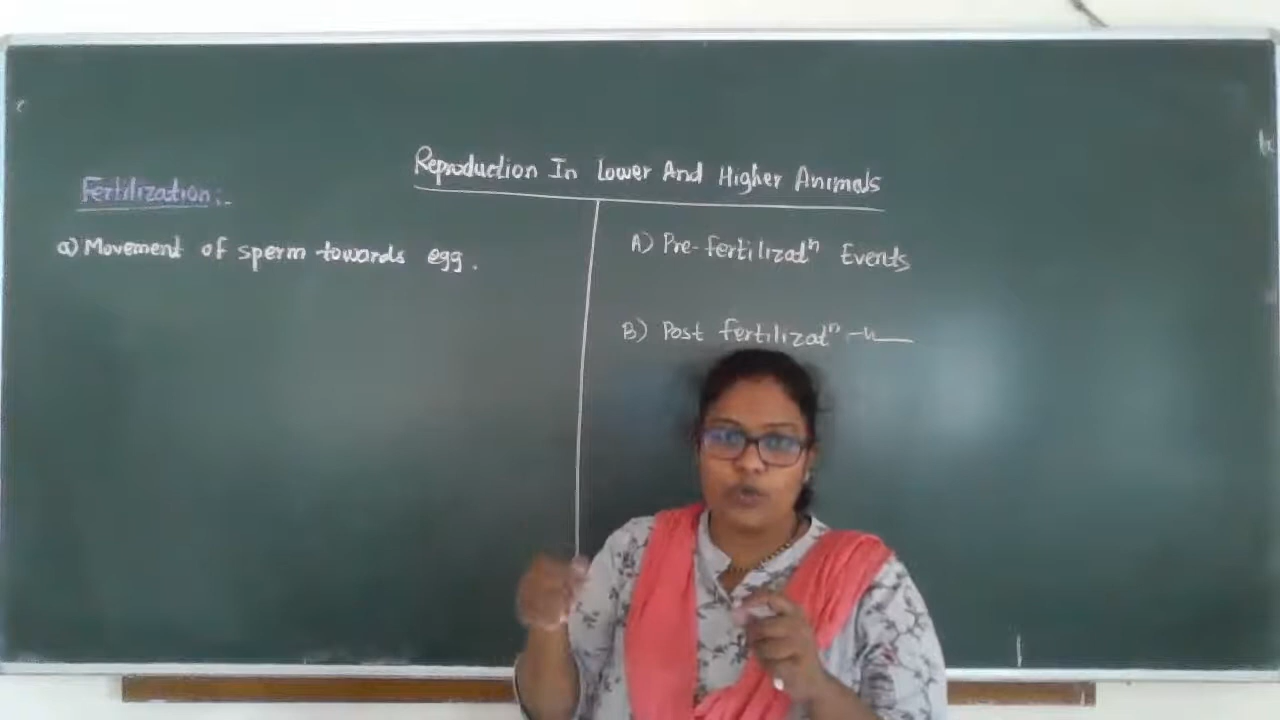 Reproduction In Lower And Higher Animals
Fertilization:-
a) Movement of sperm towards egg.
A) Pre-fertilizatⁿ Events
B) Post fertilizatⁿ —〃—